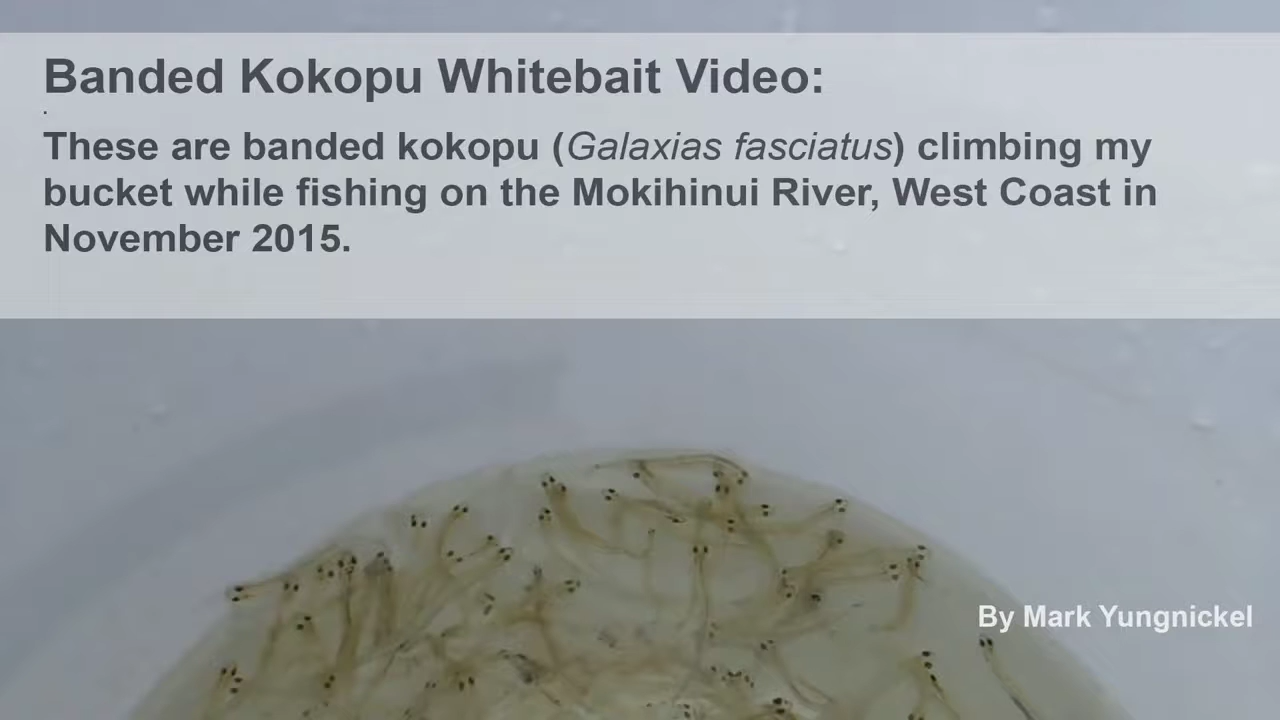 Banded Kokopu Whitebait Video:
.
These are banded kokopu (Galaxias fasciatus) climbing my
bucket while fishing on the Mokihinui River, West Coast in
November 2015.
By Mark Yungnickel